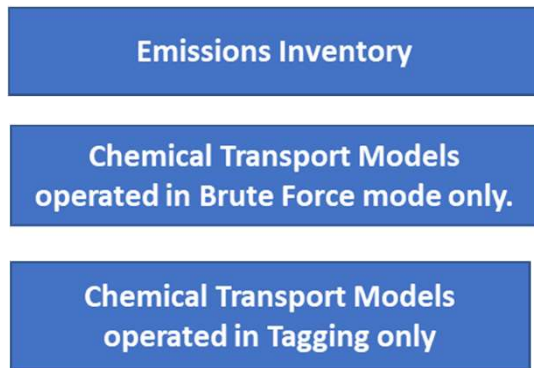 Emissions Inventory
Chemical Transport Models
operated in Brute Force mode only.
Chemical Transport Models
operated in Tagging only